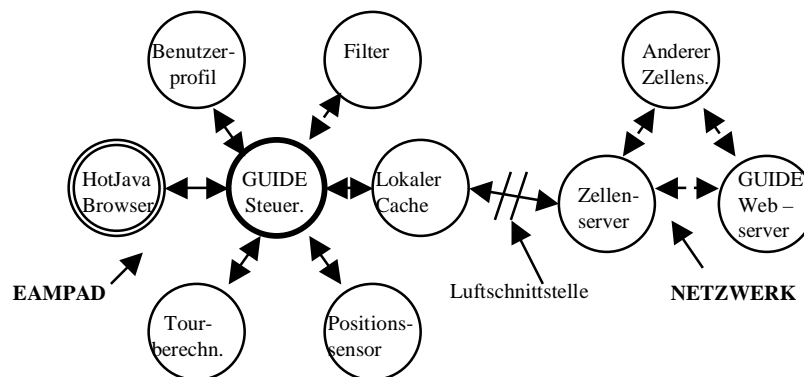 Benutzer-
profil
Filter
Anderer
Zellens.
HotJava
Browser
GUIDE
Steuer.
Lokaler
Cache
Zellen-
server
GUIDE
Web –
server
EAMPAD
Luftschnittstelle
NETZWERK
Tour-
berechn.
Positions-
sensor